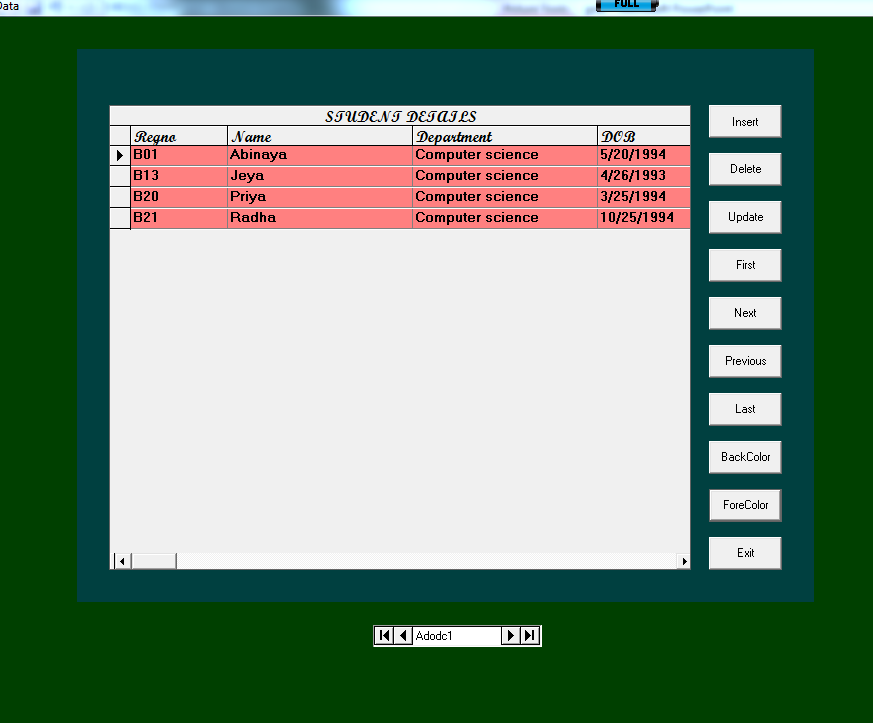 Data
FULL
STUDENT DETAILS
Regno Name Department DOB
B01 Abinaya Computer science 5/20/1994
B13 Jeya Computer science 4/26/1993
B20 Priya Computer science 3/25/1994
B21 Radha Computer science 10/25/1994
Insert
Delete
Update
First
Next
Previous
Last
BackColor
ForeColor
Exit
Adodc1